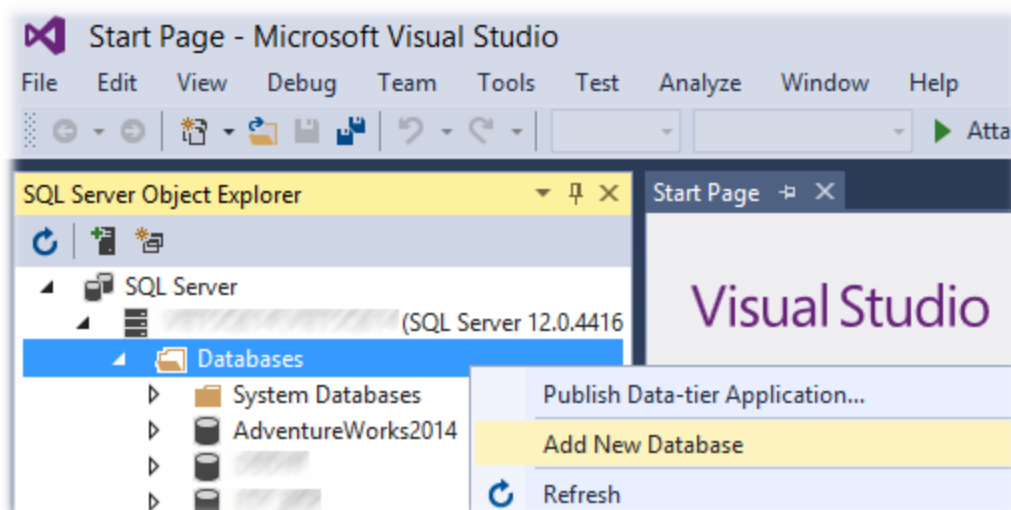 Start Page - Microsoft Visual Studio
File Edit View Debug Team Tools Test Analyze Window Help
Atta
SQL Server Object Explorer
Start Page
SQL Server
(SQL Server 12.0.4416
Visual Studio
Databases
System Databases
AdventureWorks2014
Publish Data-tier Application...
Add New Database
Refresh